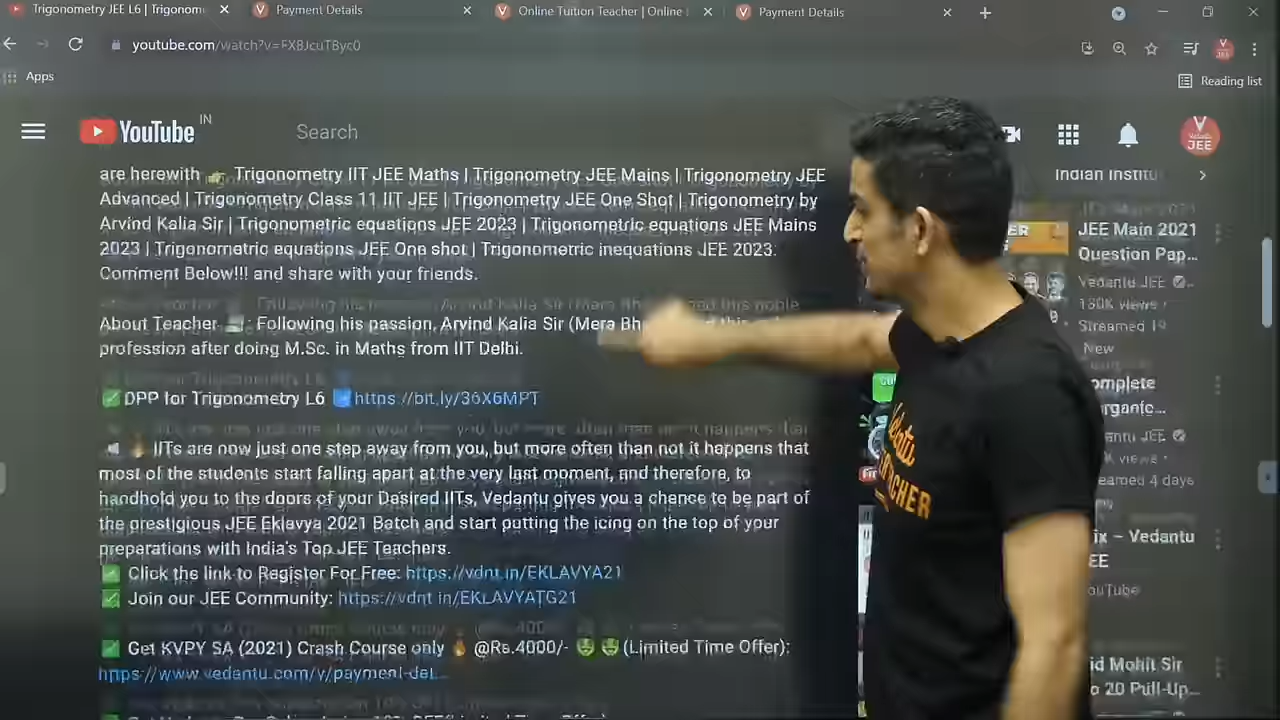 Trigonometry JEE L6 | Trigonom
Payment Details
Online Tuition Teacher | Online
Payment Details
youtube.com/watch?v=FX8JcuTByc0
Apps
Reading list
YouTube IN
Search
JEE
are herewith Trigonometry IIT JEE Maths | Trigonometry JEE Mains | Trigonometry JEE
Advanced | Trigonometry Class 11 IIT JEE | Trigonometry JEE One Shot | Trigonometry by
Arvind Kalia Sir | Trigonometric equations JEE 2023 | Trigonometric equations JEE Mains
2023 | Trigonometric equations JEE One shot | Trigonometric inequations JEE 2023.
Comment Below!!! and share with your friends.
About Teacher : Following his passion, Arvind Kalia Sir (Mera Bh
profession after doing M.Sc. in Maths from IIT Delhi.
DPP for Trigonometry L6 https://bit.ly/36X6MPT
IITs are now just one step away from you, but more often than not it happens that
most of the students start falling apart at the very last moment, and therefore, to
handhold you to the doors of your Desired IITs, Vedantu gives you a chance to be part of
the prestigious JEE Eklavya 2021 Batch and start putting the icing on the top of your
preparations with India's Top JEE Teachers.
Click the link to Register For Free: https://vdnt.in/EKLAVYA21
Join our JEE Community: https://vdnt.in/EKLAVYATG21
Get KVPY SA (2021) Crash Course only @Rs.4000/- (Limited Time Offer):
https://www.vedantu.com/v/payment-det...
Indian Institu
JEE Main 2021
Question Pap...
Vedantu JEE
180K views •
Streamed 19
New
omplete
rganic...
antu JEE
K views •
eamed 4 days
ix – Vedantu
EE
ouTube
id Mohit Sir
o 20 Pull-Up...